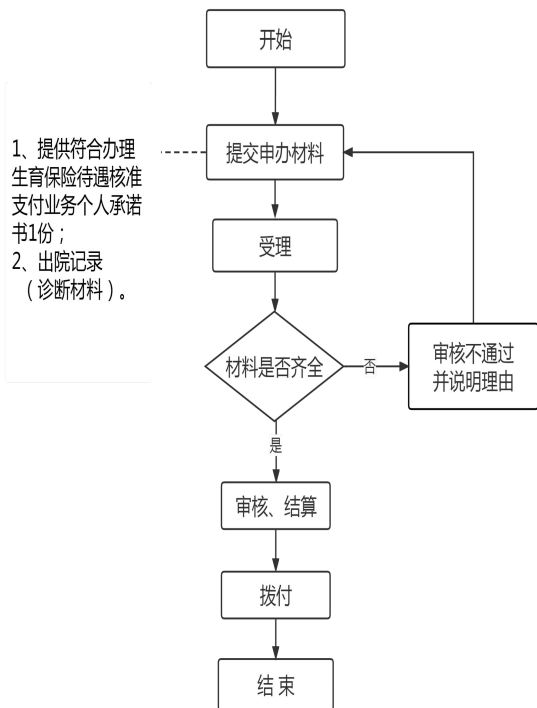 开始
提交申办材料
1、提供符合办理
生育保险待遇核准
支付业务个人承诺
书1份；
2、出院记录
（诊断材料）。
受理
材料是否齐全
否
审核不通过
并说明理由
是
审核、结算
拨付
结 束